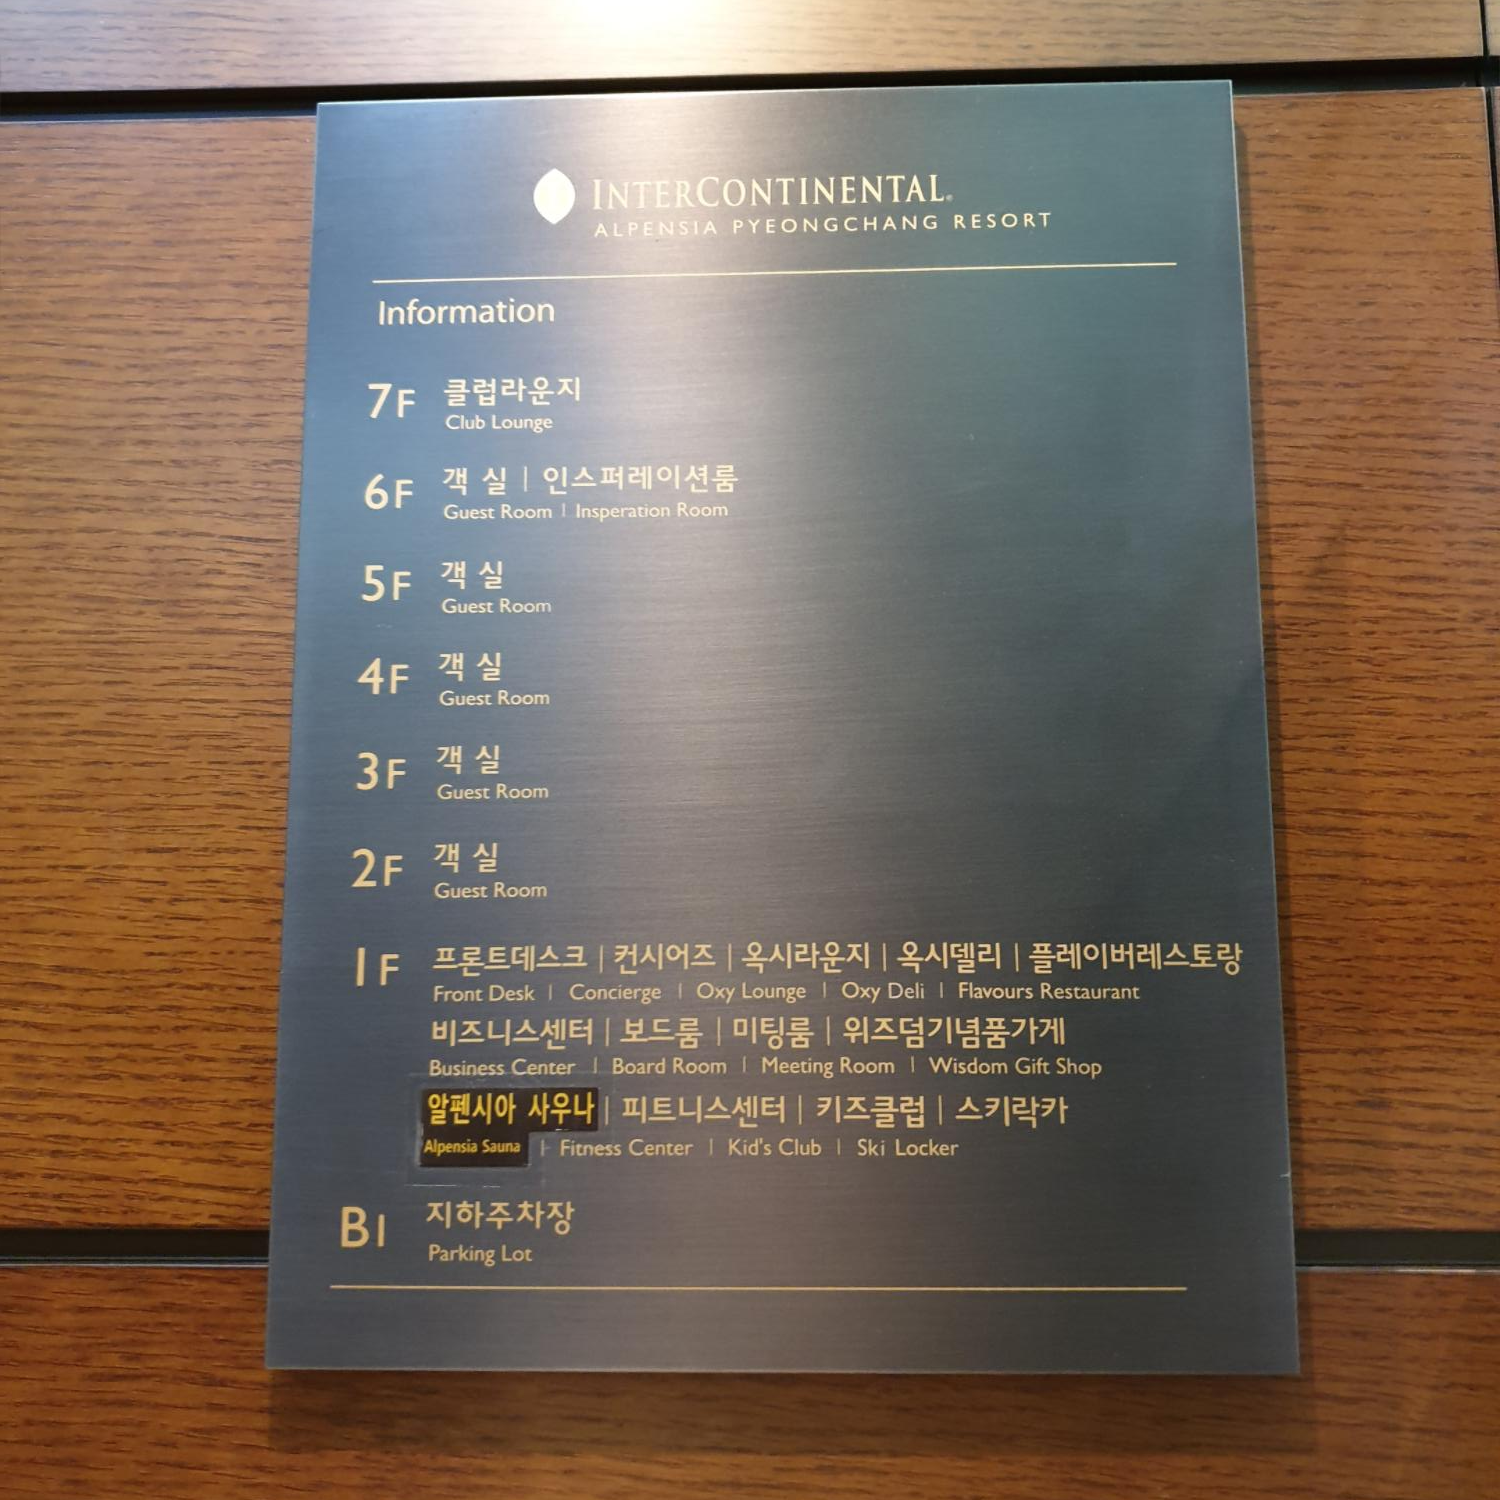 INTERCONTINENTAL®
ALPENSIA PYEONGCHANG RESORT
Information
7F 클럽라운지
Club Lounge
6F 객 실 | 인스퍼레이션룸
Guest Room | Insperation Room
5F 객 실
Guest Room
4F 객 실
Guest Room
3F 객 실
Guest Room
2F 객 실
Guest Room
1F 프론트데스크 | 컨시어즈 | 옥시라운지 | 옥시델리 | 플레이버레스토랑
Front Desk | Concierge | Oxy Lounge | Oxy Deli | Flavours Restaurant
비즈니스센터 | 보드룸 | 미팅룸 | 위즈덤기념품가게
Business Center | Board Room | Meeting Room | Wisdom Gift Shop
알펜시아 사우나 | 피트니스센터 | 키즈클럽 | 스키락카
Alpensia Sauna | Fitness Center | Kid's Club | Ski Locker
B1 지하주차장
Parking Lot